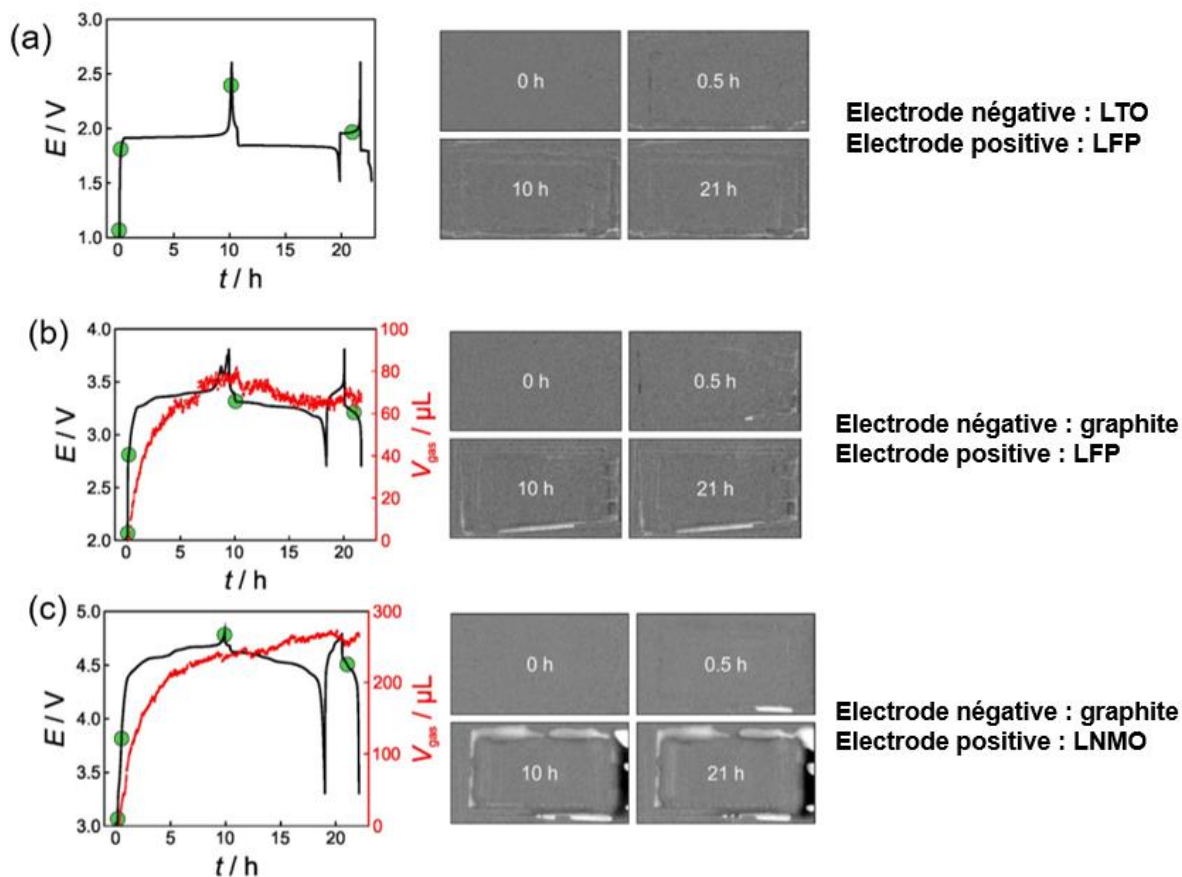 (a)
3.0
2.5
2.0
1.5
1.0
E / V
0 5 10 15 20
t / h
0 h
0.5 h
10 h
21 h
Electrode négative : LTO
Electrode positive : LFP
(b)
4.0
3.5
3.0
2.5
2.0
E / V
100
80
60
40
20
0
Vgas / µL
0 5 10 15 20
t / h
0 h
0.5 h
10 h
21 h
Electrode négative : graphite
Electrode positive : LFP
(c)
5.0
4.5
4.0
3.5
3.0
E / V
300
200
100
0
Vgas / µL
0 5 10 15 20
t / h
0 h
0.5 h
10 h
21 h
Electrode négative : graphite
Electrode positive : LNMO